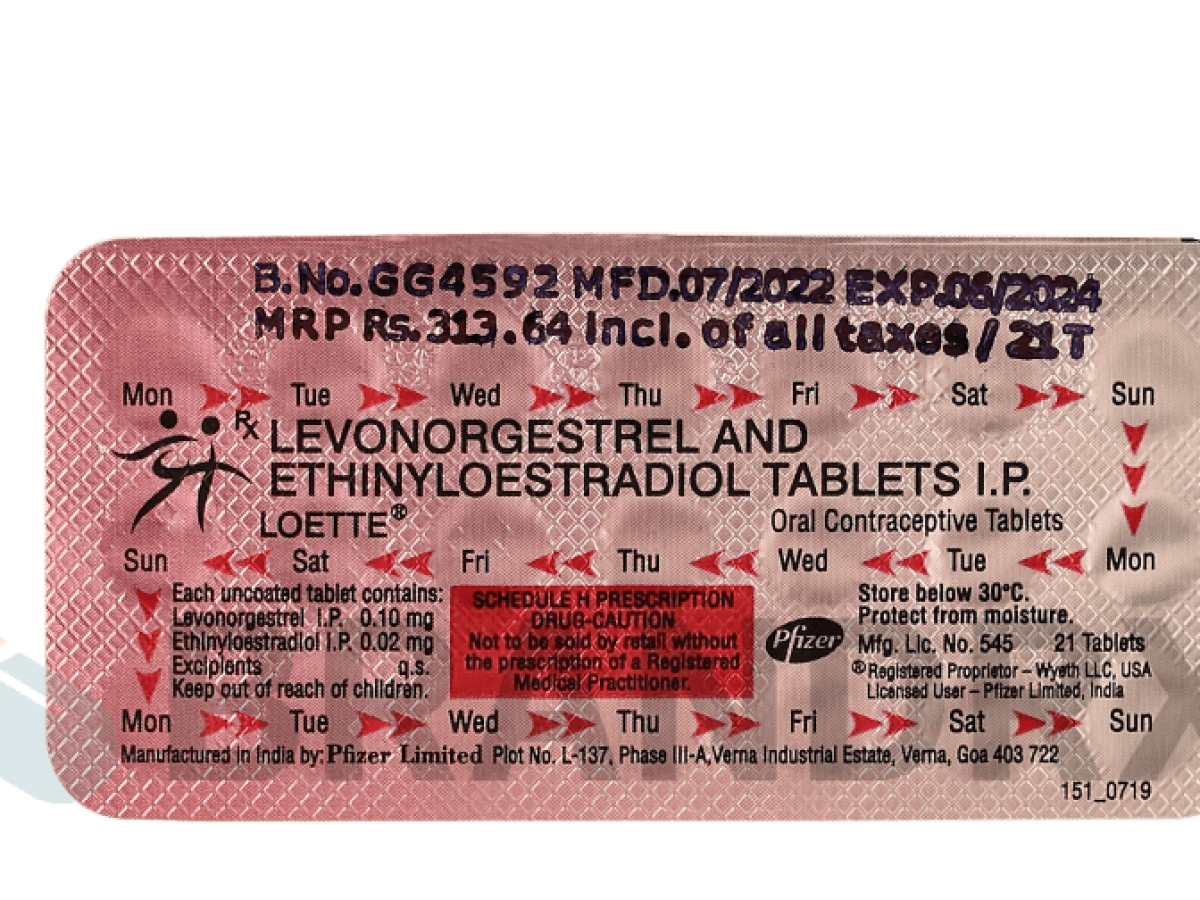 B.No.GG4592 MFD.07/2022 EXP.06/2024
MRP Rs.313.64 Incl. of all taxes / 21T
Mon Tue Wed Thu Fri Sat Sun
Rx LEVONORGESTREL AND
ETHINYLOESTRADIOL TABLETS I.P.
LOETTE® Oral Contraceptive Tablets
Sun Sat Fri Thu Wed Tue Mon
Each uncoated tablet contains:
Levonorgestrel I.P. 0.10 mg
Ethinyloestradiol I.P. 0.02 mg
Excipients q.s.
Keep out of reach of children.
SCHEDULE H PRESCRIPTION
DRUG-CAUTION
Not to be sold by retail without
the prescription of a Registered
Medical Practitioner.
Pfizer
Store below 30°C.
Protect from moisture.
Mfg. Lic. No. 545 21 Tablets
®Registered Proprietor – Wyeth LLC, USA
Licensed User – Pfizer Limited, India
Mon Tue Wed Thu Fri Sat Sun
Manufactured in India by: Pfizer Limited Plot No. L-137, Phase III-A, Verna Industrial Estate, Verna, Goa 403 722
151_0719